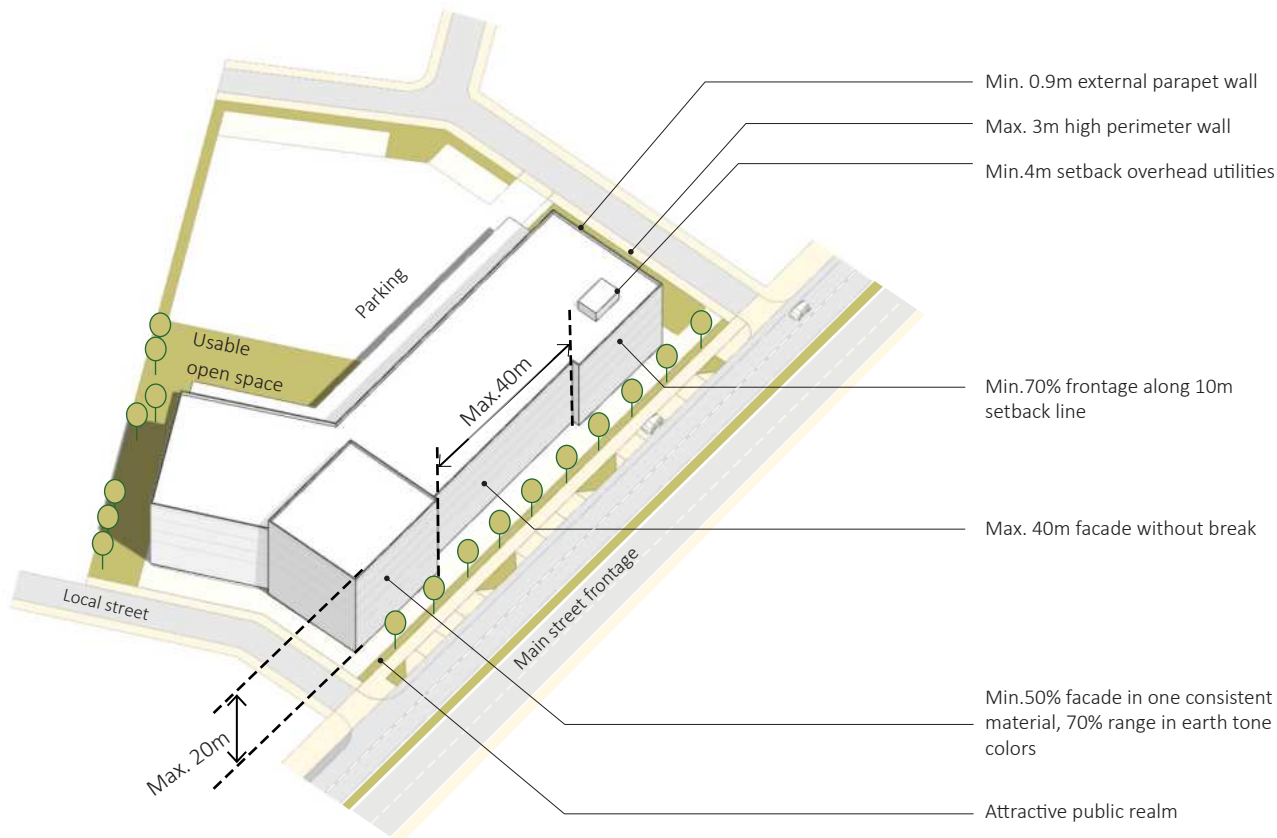 Min. 0.9m external parapet wall
Max. 3m high perimeter wall
Min.4m setback overhead utilities
Parking
Usable
open space
Max.40m
Min.70% frontage along 10m
setback line
Max. 40m facade without break
Local street
Main street frontage
Max. 20m
Min.50% facade in one consistent
material, 70% range in earth tone
colors
Attractive public realm